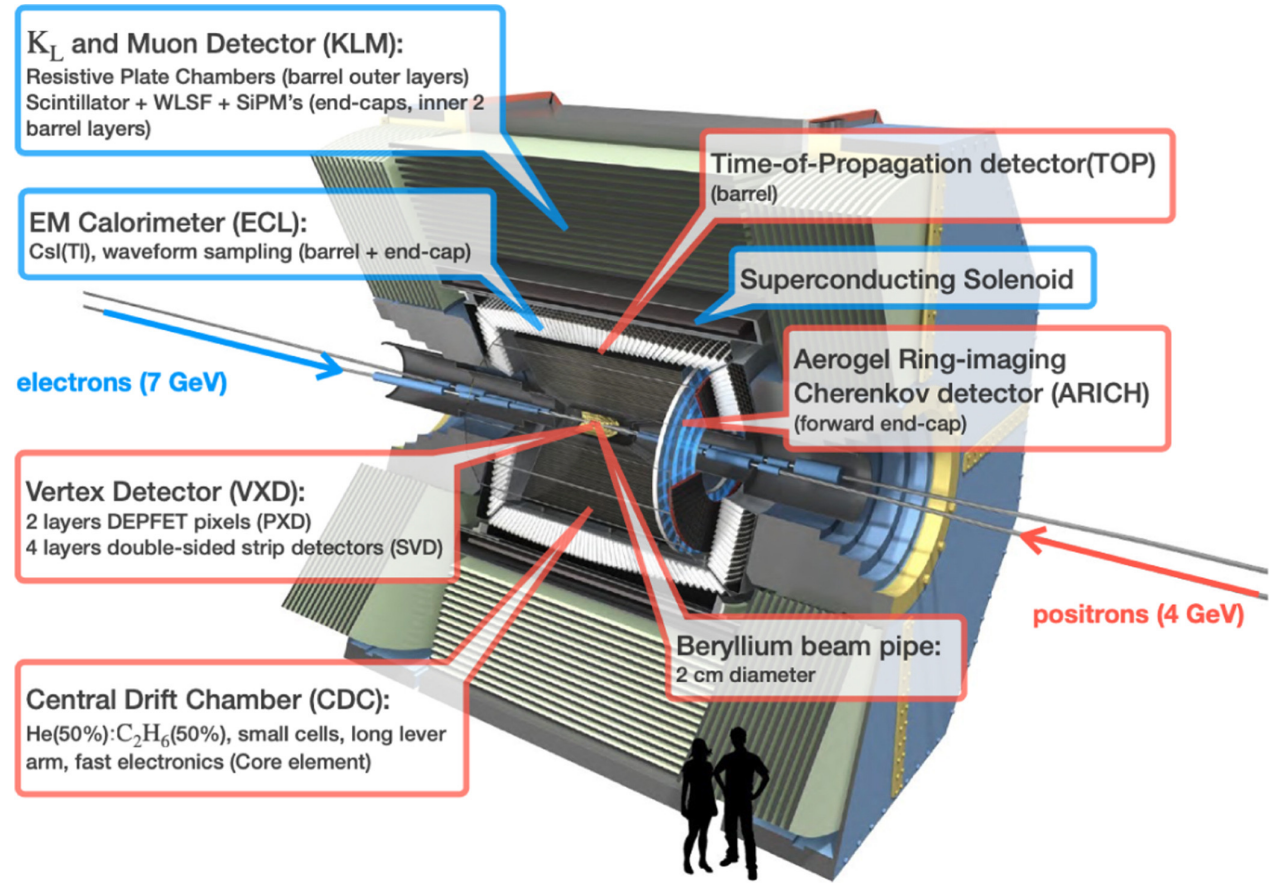 K_L and Muon Detector (KLM):
Resistive Plate Chambers (barrel outer layers)
Scintillator + WLSF + SiPM's (end-caps, inner 2
barrel layers)
Time-of-Propagation detector(TOP)
(barrel)
EM Calorimeter (ECL):
CsI(Tl), waveform sampling (barrel + end-cap)
Superconducting Solenoid
electrons (7 GeV)
Aerogel Ring-imaging
Cherenkov detector (ARICH)
(forward end-cap)
Vertex Detector (VXD):
2 layers DEPFET pixels (PXD)
4 layers double-sided strip detectors (SVD)
positrons (4 GeV)
Beryllium beam pipe:
2 cm diameter
Central Drift Chamber (CDC):
He(50%):C₂H₆(50%), small cells, long lever
arm, fast electronics (Core element)